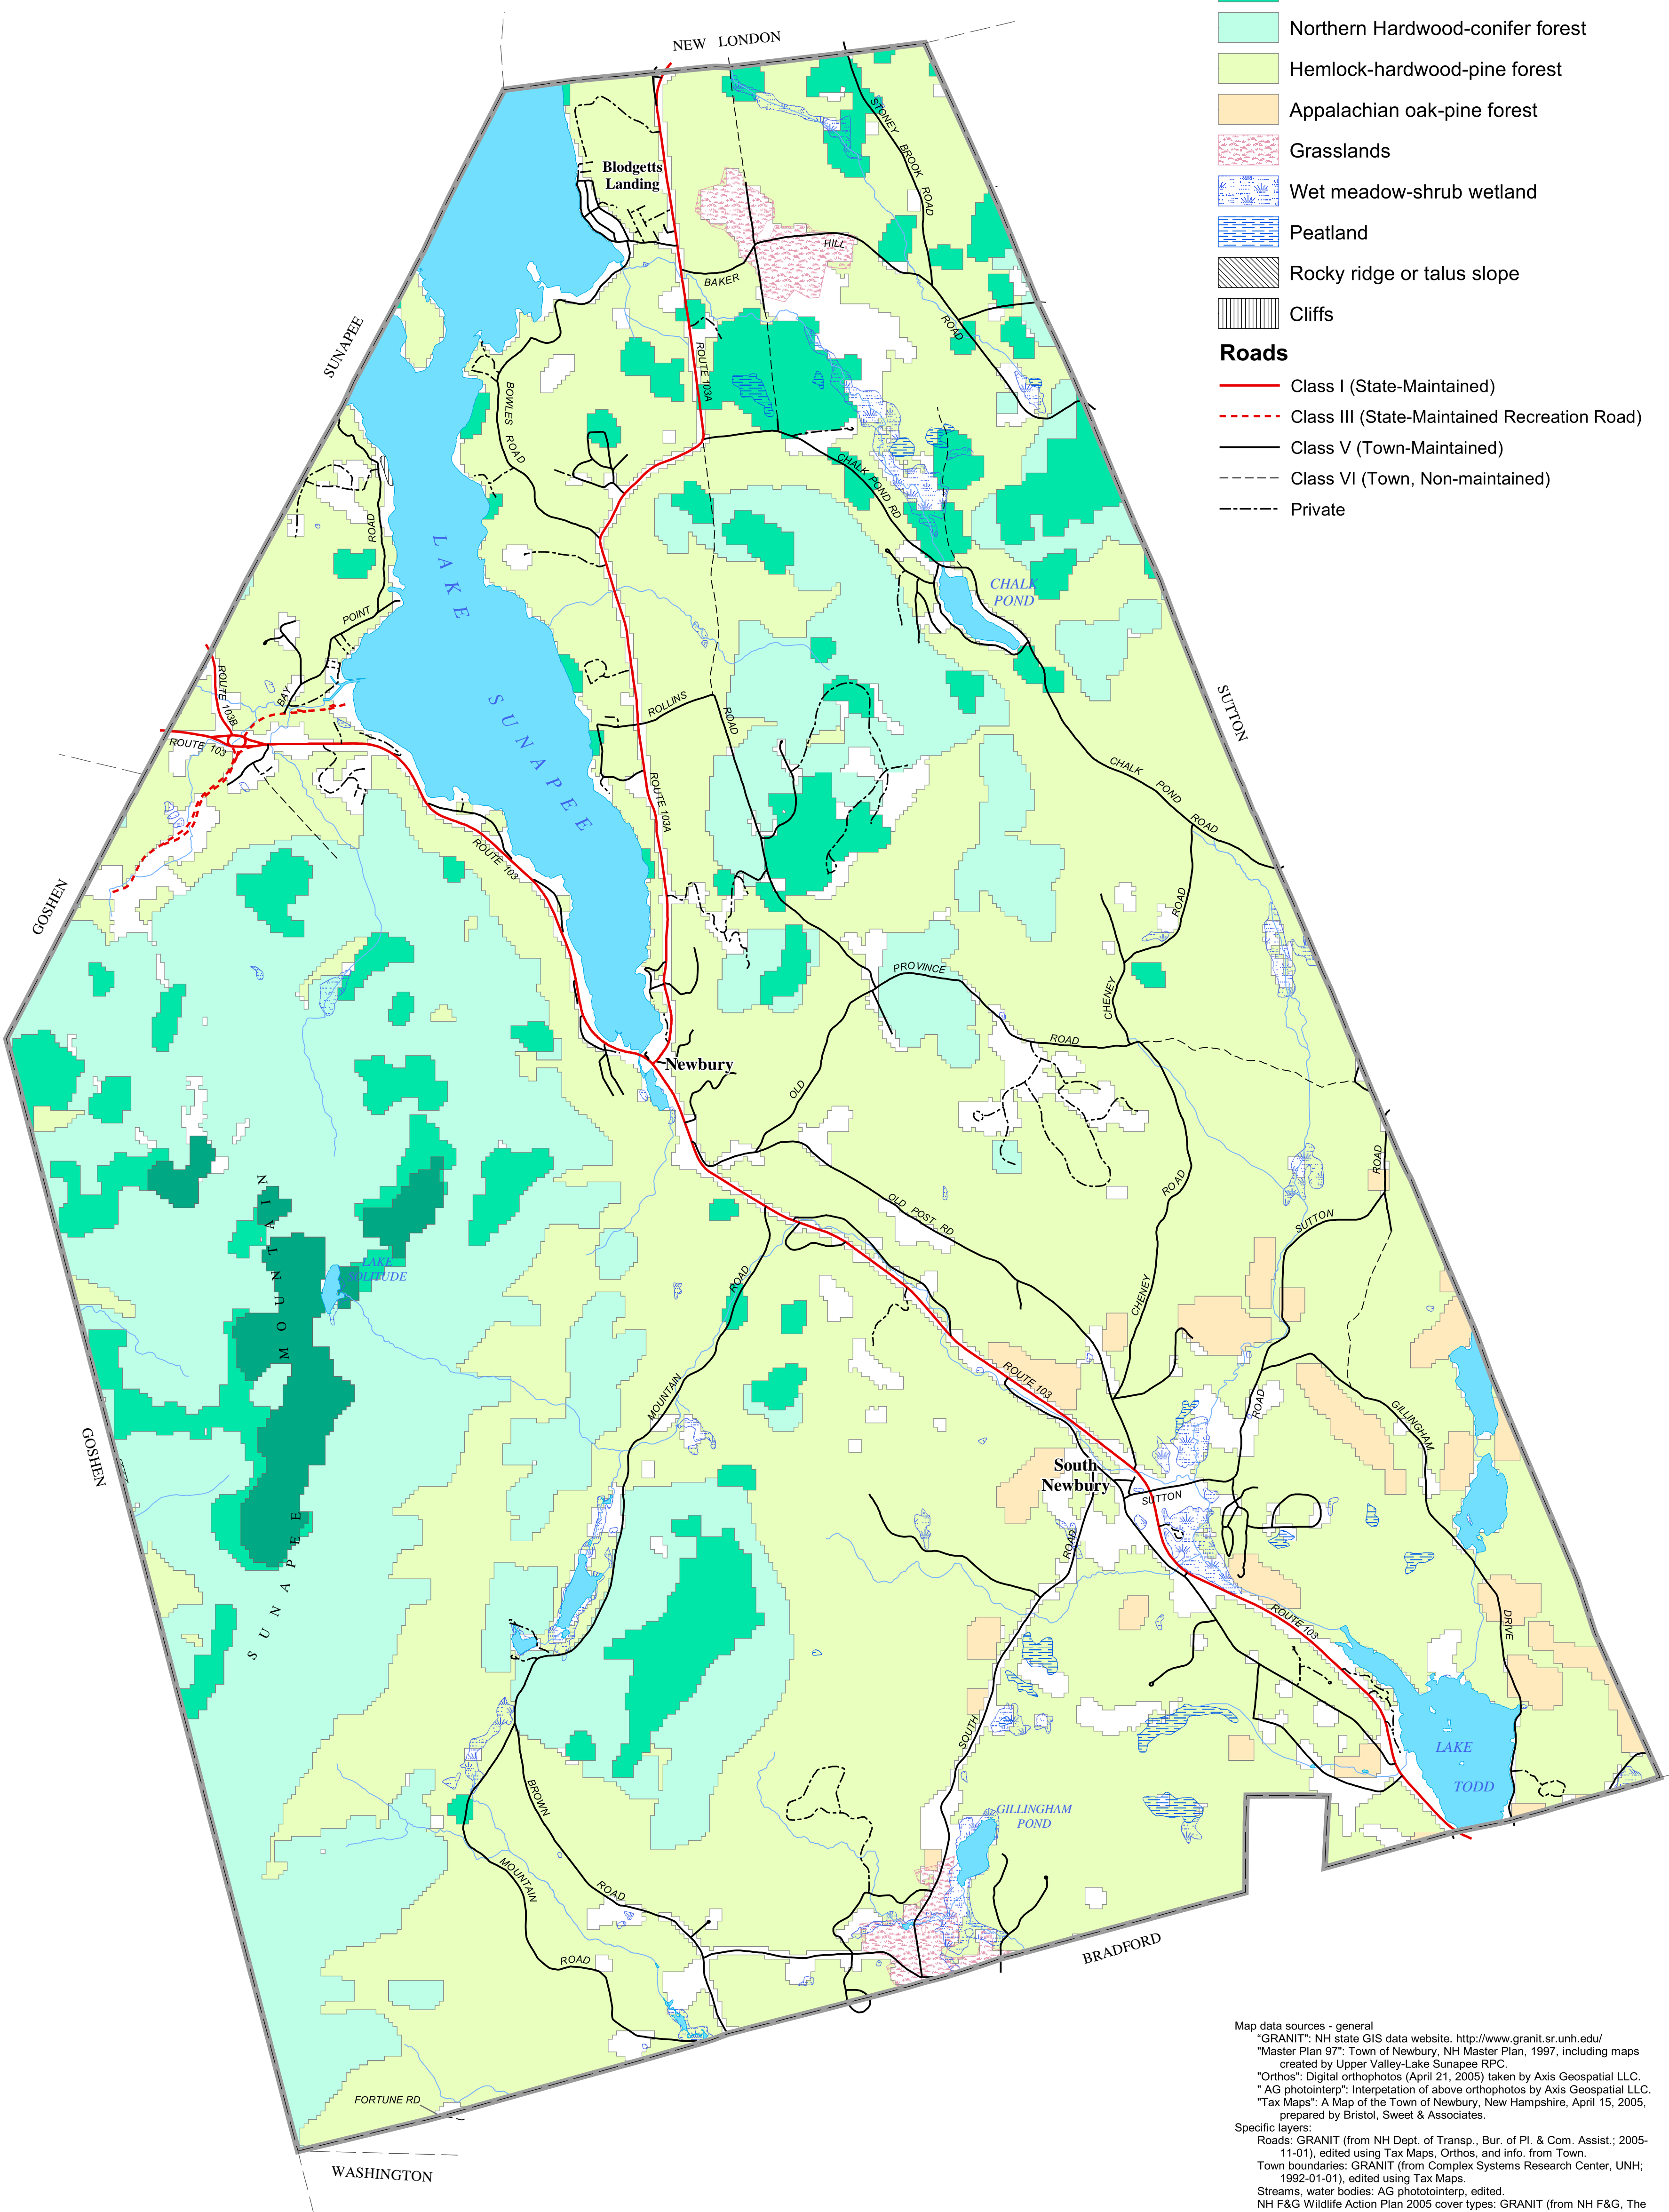 NEW LONDON
Northern Hardwood-conifer forest
Hemlock-hardwood-pine forest
Appalachian oak-pine forest
Grasslands
Wet meadow-shrub wetland
Peatland
Rocky ridge or talus slope
Cliffs
Roads
Class I (State-Maintained)
Class III (State-Maintained Recreation Road)
Class V (Town-Maintained)
Class VI (Town, Non-maintained)
Private
STONEY BROOK ROAD
Blodgetts
Landing
BAKER HILL ROAD
SUNAPEE
ROUTE 103A
BOWLES ROAD
CHALK POND RD
ROAD
LAKE SUNAPEE
CHALK
POND
POINT
BAY
ROUTE 103B
ROUTE 103
ROLLINS ROAD
SUTTON
ROUTE 103A
CHALK POND ROAD
ROUTE 103
GOSHEN
CHENEY ROAD
PROVINCE ROAD
Newbury
OLD
ROAD
OLD POST RD
ROAD
SUTTON
CHENEY
LAKE
SOLITUDE
SUNAPEE MOUNTAIN
MOUNTAIN ROAD
ROUTE 103
ROAD
GILLINGHAM DRIVE
GOSHEN
South
Newbury
SUTTON
ROAD
SOUTH
ROUTE 103
LAKE
TODD
BROWN ROAD
GILLINGHAM
POND
MOUNTAIN ROAD
BRADFORD
FORTUNE RD
WASHINGTON
Map data sources - general
"GRANIT": NH state GIS data website. http://www.granit.sr.unh.edu/
"Master Plan 97": Town of Newbury, NH Master Plan, 1997, including maps
created by Upper Valley-Lake Sunapee RPC.
"Orthos": Digital orthophotos (April 21, 2005) taken by Axis Geospatial LLC.
" AG photointerp": Interpetation of above orthophotos by Axis Geospatial LLC.
"Tax Maps": A Map of the Town of Newbury, New Hampshire, April 15, 2005,
prepared by Bristol, Sweet & Associates.
Specific layers:
Roads: GRANIT (from NH Dept. of Transp., Bur. of Pl. & Com. Assist.; 2005-
11-01), edited using Tax Maps, Orthos, and info. from Town.
Town boundaries: GRANIT (from Complex Systems Research Center, UNH;
1992-01-01), edited using Tax Maps.
Streams, water bodies: AG phototointerp, edited.
NH F&G Wildlife Action Plan 2005 cover types: GRANIT (from NH F&G, The